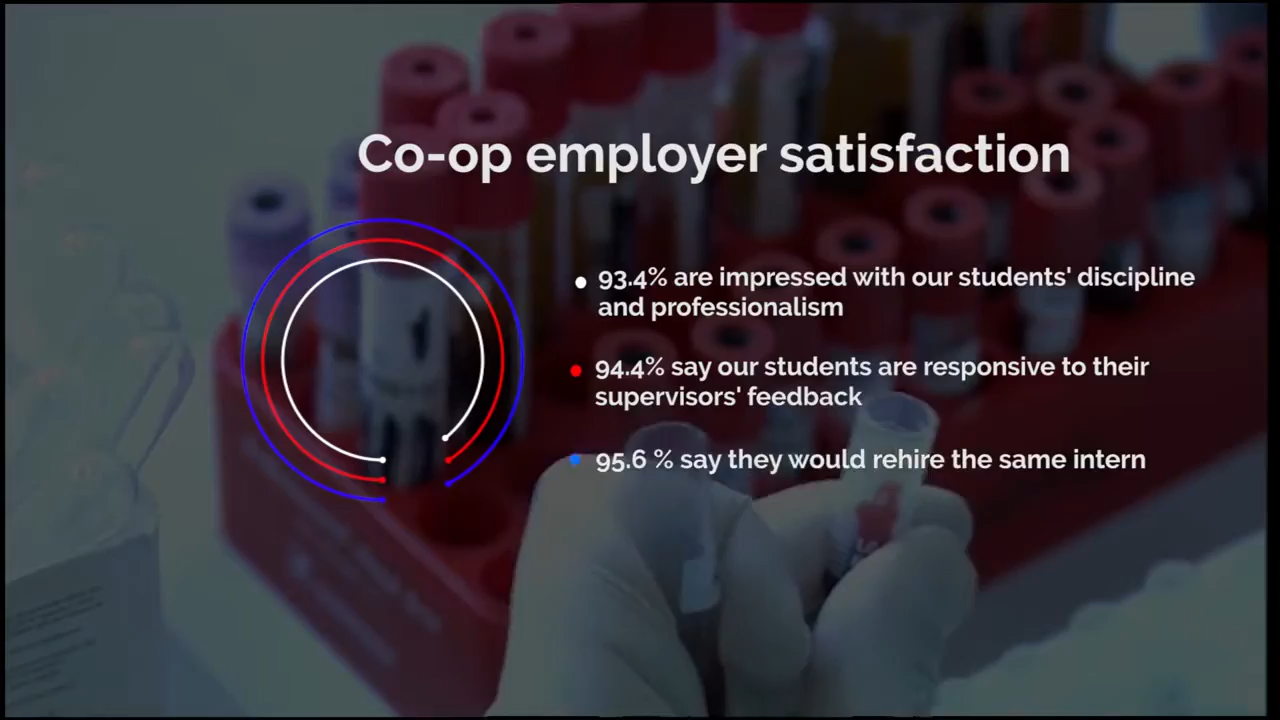 Co-op employer satisfaction
93.4% are impressed with our students' discipline
and professionalism
94.4% say our students are responsive to their
supervisors' feedback
95.6 % say they would rehire the same intern